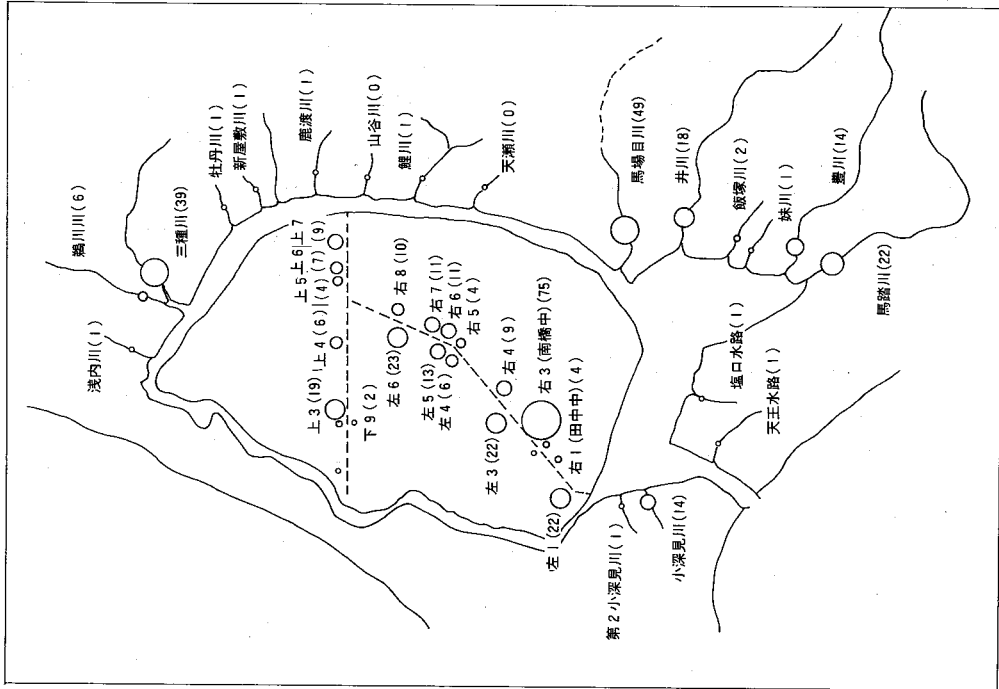 浅内川(1)
鵜川川(6)
三種川(39)
牡丹川(1)
新屋敷川(1)
鹿渡川(1)
山谷川(0)
鯉川(1)
天瀬川(0)
馬場目川(49)
井川(18)
飯塚川(2)
妹川(1)
豊川(14)
馬踏川(22)
塩口水路(1)
天王水路(1)
小深見川(14)
第2小深見川(1)
上3(19)
上4(6)
上5|上6|上7
(4)(7)(9)
下9(2)
左6(23)
右8(10)
左5(13)
左4(6)
右7(11)
右6(11)
右5(4)
左3(22)
右4(9)
右3(南橋中)(75)
右1(田中中)(4)
左1(22)